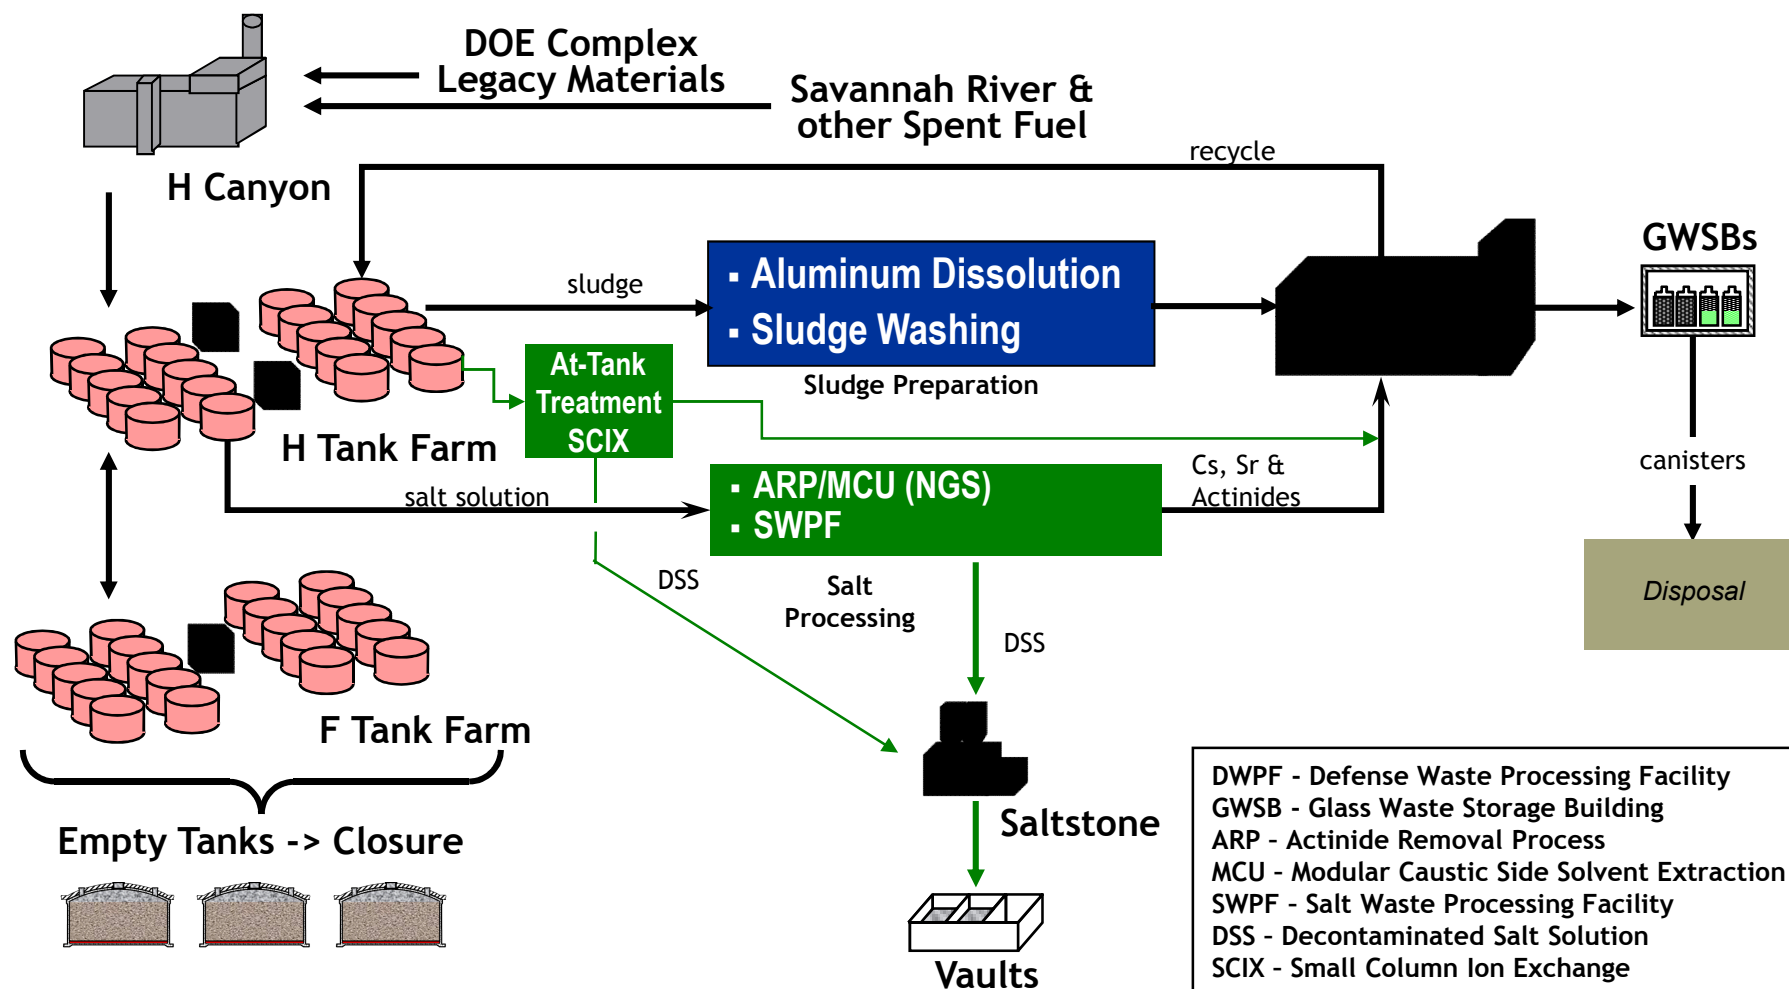 DOE Complex
Legacy Materials
Savannah River &
other Spent Fuel
recycle
H Canyon
GWSBs
▪ Aluminum Dissolution
▪ Sludge Washing
sludge
Sludge Preparation
At-Tank
Treatment
SCIX
H Tank Farm
salt solution
▪ ARP/MCU (NGS)
▪ SWPF
Cs, Sr &
Actinides
canisters
DSS
Salt
Processing
DSS
Disposal
F Tank Farm
Empty Tanks -> Closure
Saltstone
Vaults
DWPF - Defense Waste Processing Facility
GWSB - Glass Waste Storage Building
ARP – Actinide Removal Process
MCU – Modular Caustic Side Solvent Extraction
SWPF – Salt Waste Processing Facility
DSS – Decontaminated Salt Solution
SCIX – Small Column Ion Exchange